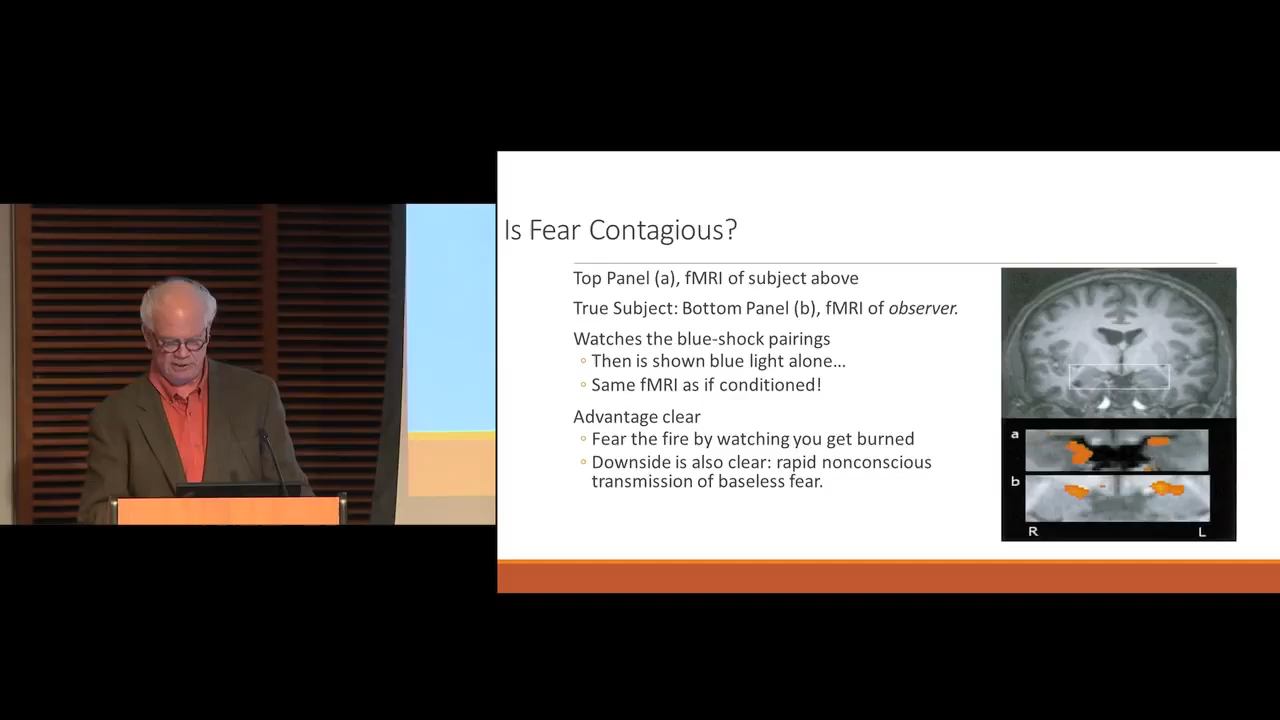 Is Fear Contagious?
Top Panel (a), fMRI of subject above
True Subject: Bottom Panel (b), fMRI of observer.
Watches the blue-shock pairings
◦ Then is shown blue light alone…
◦ Same fMRI as if conditioned!
Advantage clear
◦ Fear the fire by watching you get burned
◦ Downside is also clear: rapid nonconscious
transmission of baseless fear.
a
b
R L